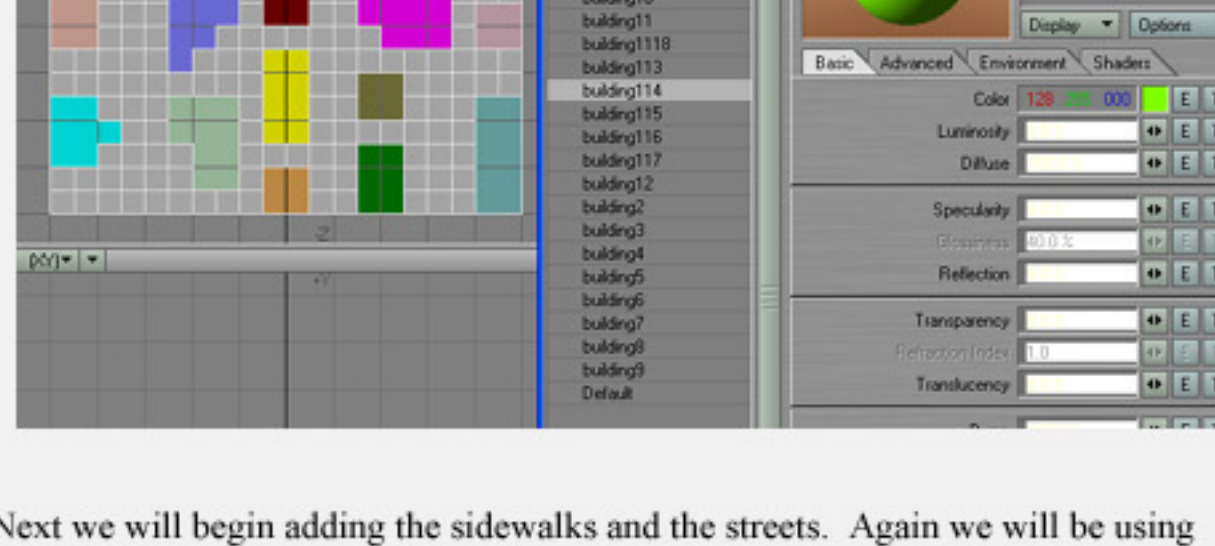 building11
building1118
building113
building114
building115
building116
building117
building12
building2
building3
building4
building5
building6
building7
building8
building9
Default
-Z
(XY)
+Y
Display Options
Basic Advanced Environment Shaders
Color 128 255 000 E
Luminosity E
Diffuse E
Specularity E
Glossiness 40.0 % E
Reflection E
Transparency E
Refraction Index 1.0 E
Translucency E
Next we will begin adding the sidewalks and the streets. Again we will be using